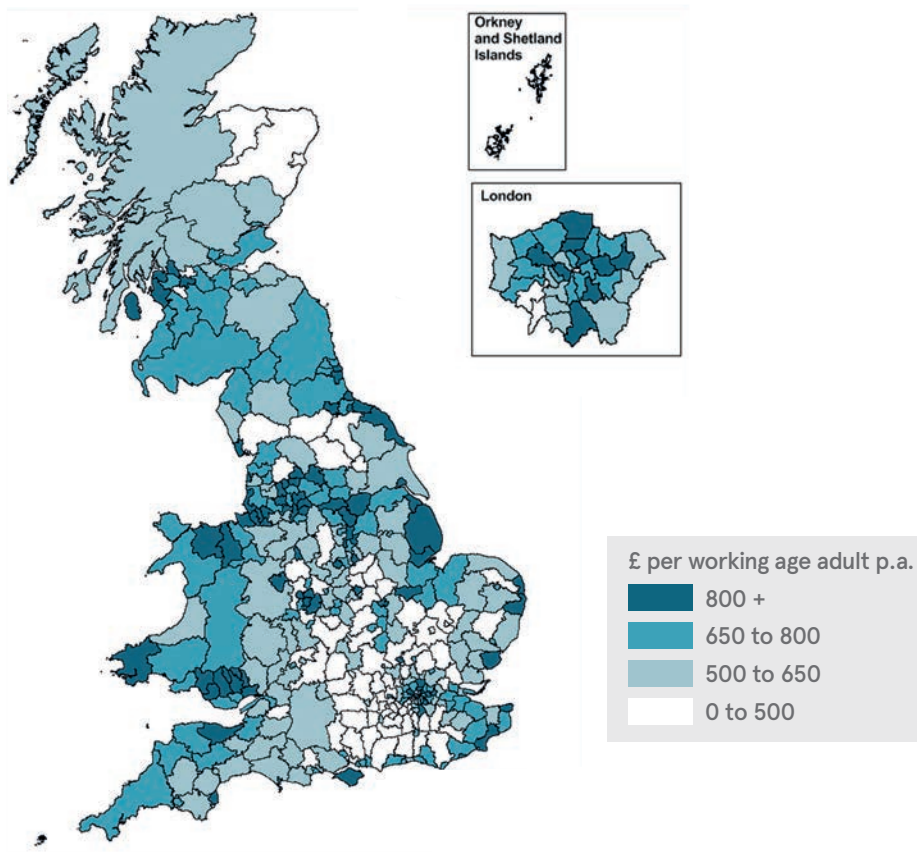 Orkney
and Shetland
Islands
London
£ per working age adult p.a.
800 +
650 to 800
500 to 650
0 to 500